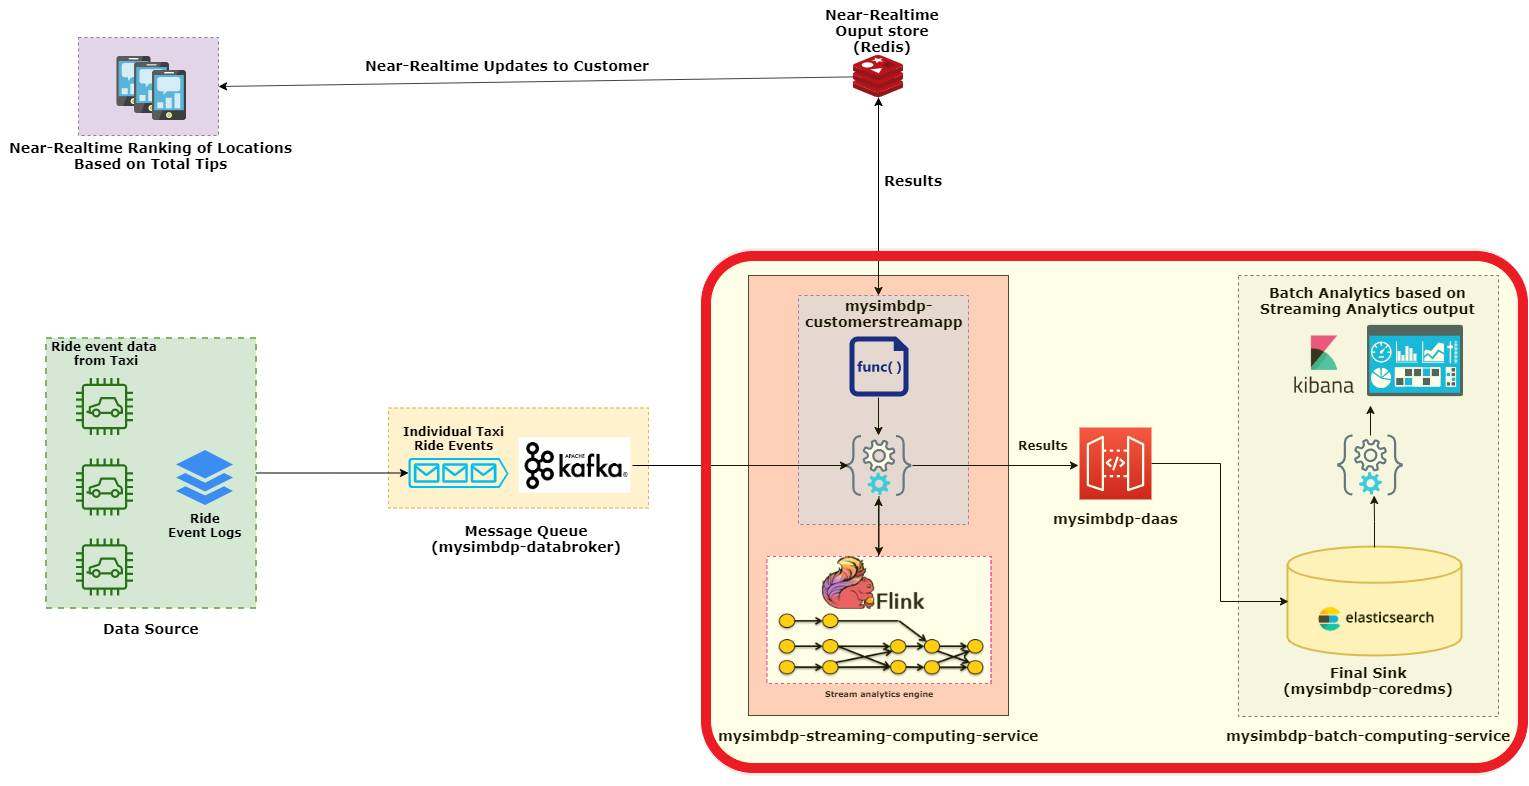 Near-Realtime
Ouput store
(Redis)
Near-Realtime Updates to Customer
Near-Realtime Ranking of Locations
Based on Total Tips
Results
Ride event data
from Taxi
Ride
Event Logs
Data Source
Individual Taxi
Ride Events
APACHE
kafka®
Message Queue
(mysimbdp-databroker)
mysimbdp-
customerstreamapp
func( )
Flink
Stream analytics engine
mysimbdp-streaming-computing-service
Results
</>
mysimbdp-daas
Batch Analytics based on
Streaming Analytics output
kibana
elasticsearch
Final Sink
(mysimbdp-coredms)
mysimbdp-batch-computing-service